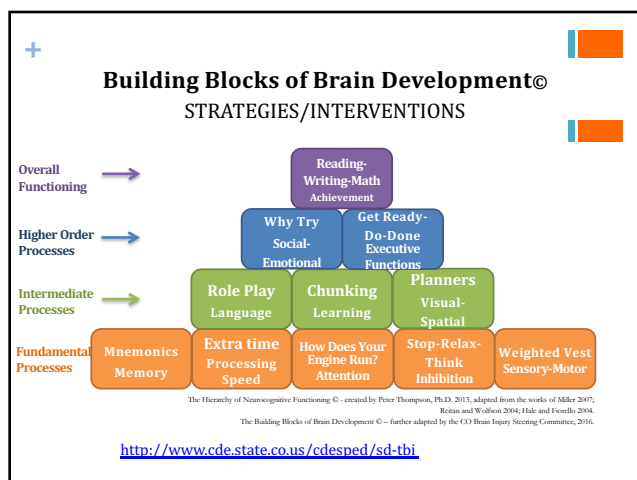 +
Building Blocks of Brain Development©
STRATEGIES/INTERVENTIONS
Overall
Functioning
Reading-
Writing-Math
Achievement
Higher Order
Processes
Why Try
Social-
Emotional
Get Ready-
Do-Done
Executive
Functions
Intermediate
Processes
Role Play
Language
Chunking
Learning
Planners
Visual-
Spatial
Fundamental
Processes
Mnemonics
Memory
Extra time
Processing
Speed
How Does Your
Engine Run?
Attention
Stop-Relax-
Think
Inhibition
Weighted Vest
Sensory-Motor
The Hierarchy of Neurocognitive Functioning © - created by Peter Thompson, Ph.D. 2013, adapted from the works of Miller 2007;
Reitan and Wolfson 2004; Hale and Fiorello 2004.
The Building Blocks of Brain Development © – further adapted by the CO Brain Injury Steering Committee, 2016.
http://www.cde.state.co.us/cdesped/sd-tbi